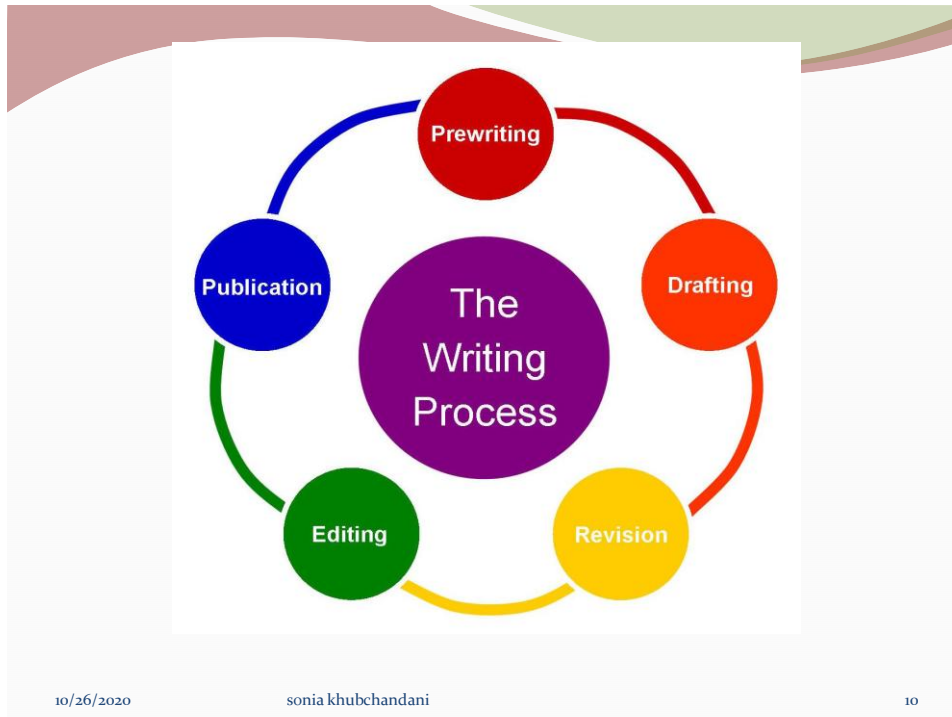 Prewriting
Publication
Drafting
The
Writing
Process
Editing
Revision
10/26/2020
sonia khubchandani
10